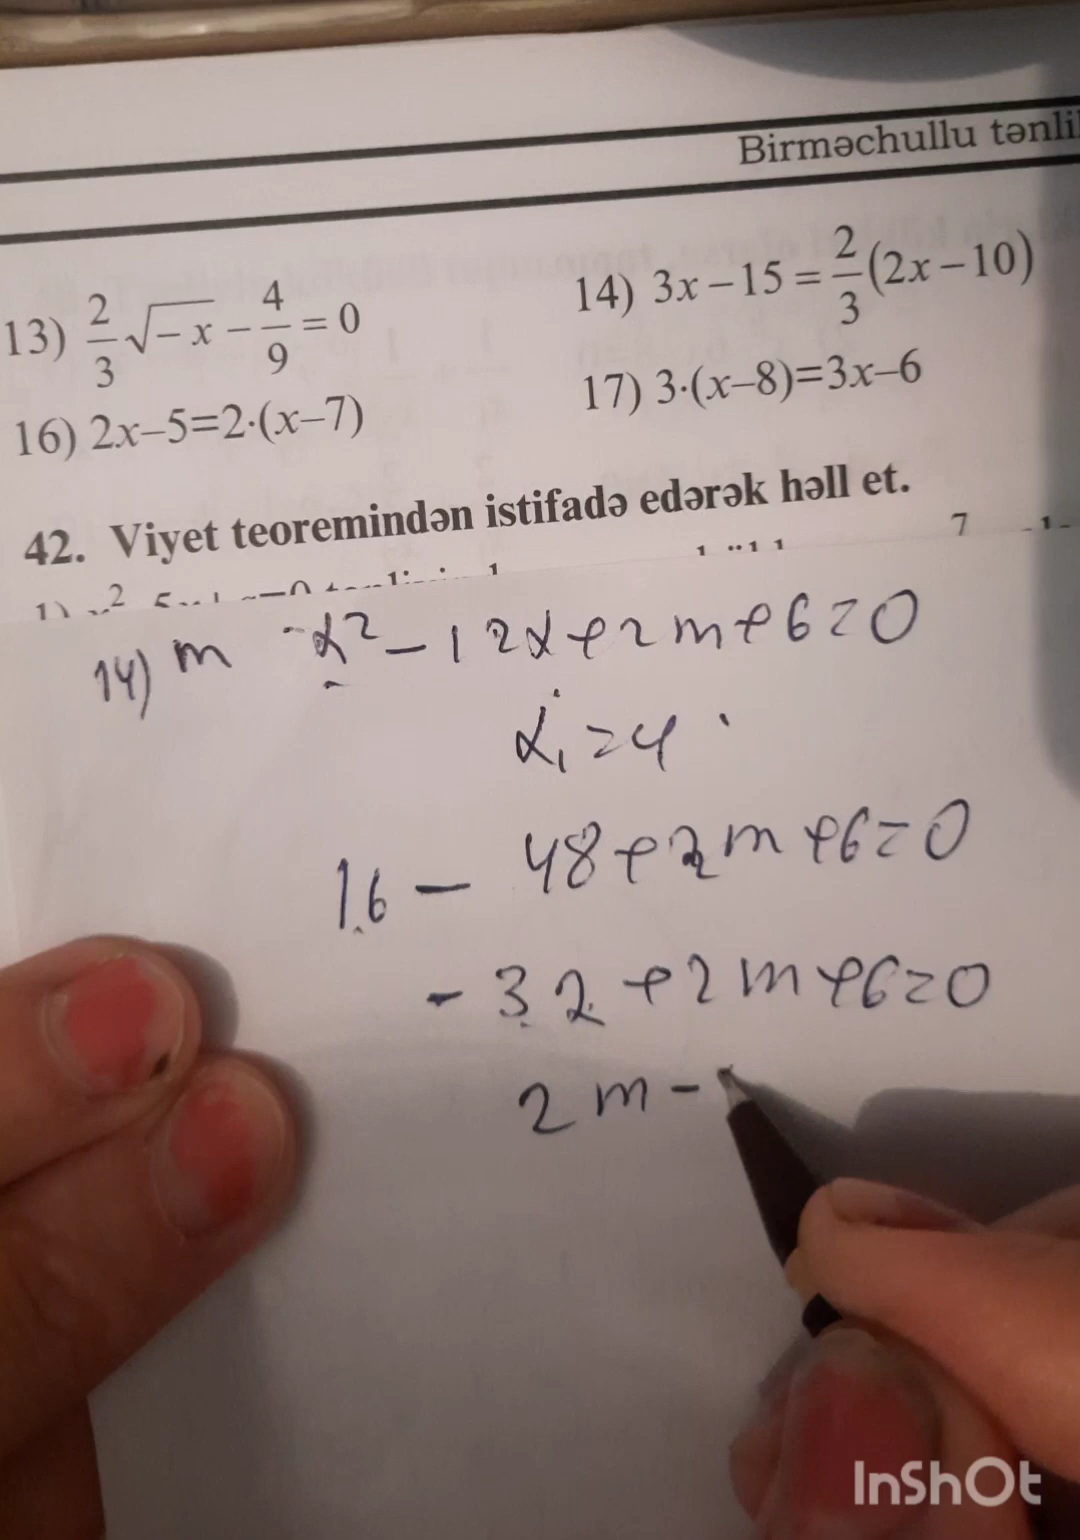 Birməchullu tənli
13) 2/3 √−x − 4/9 = 0
14) 3x − 15 = 2/3 (2x − 10)
16) 2x–5=2·(x–7)
17) 3·(x–8)=3x–6
42. Viyet teoremindən istifadə edərək həll et.
7
14) m x² − 12x + 2m + 6 = 0
x₁ = 4
16 − 48 + 2m + 6 = 0
− 32 + 2m + 6 = 0
2m −
InShOt